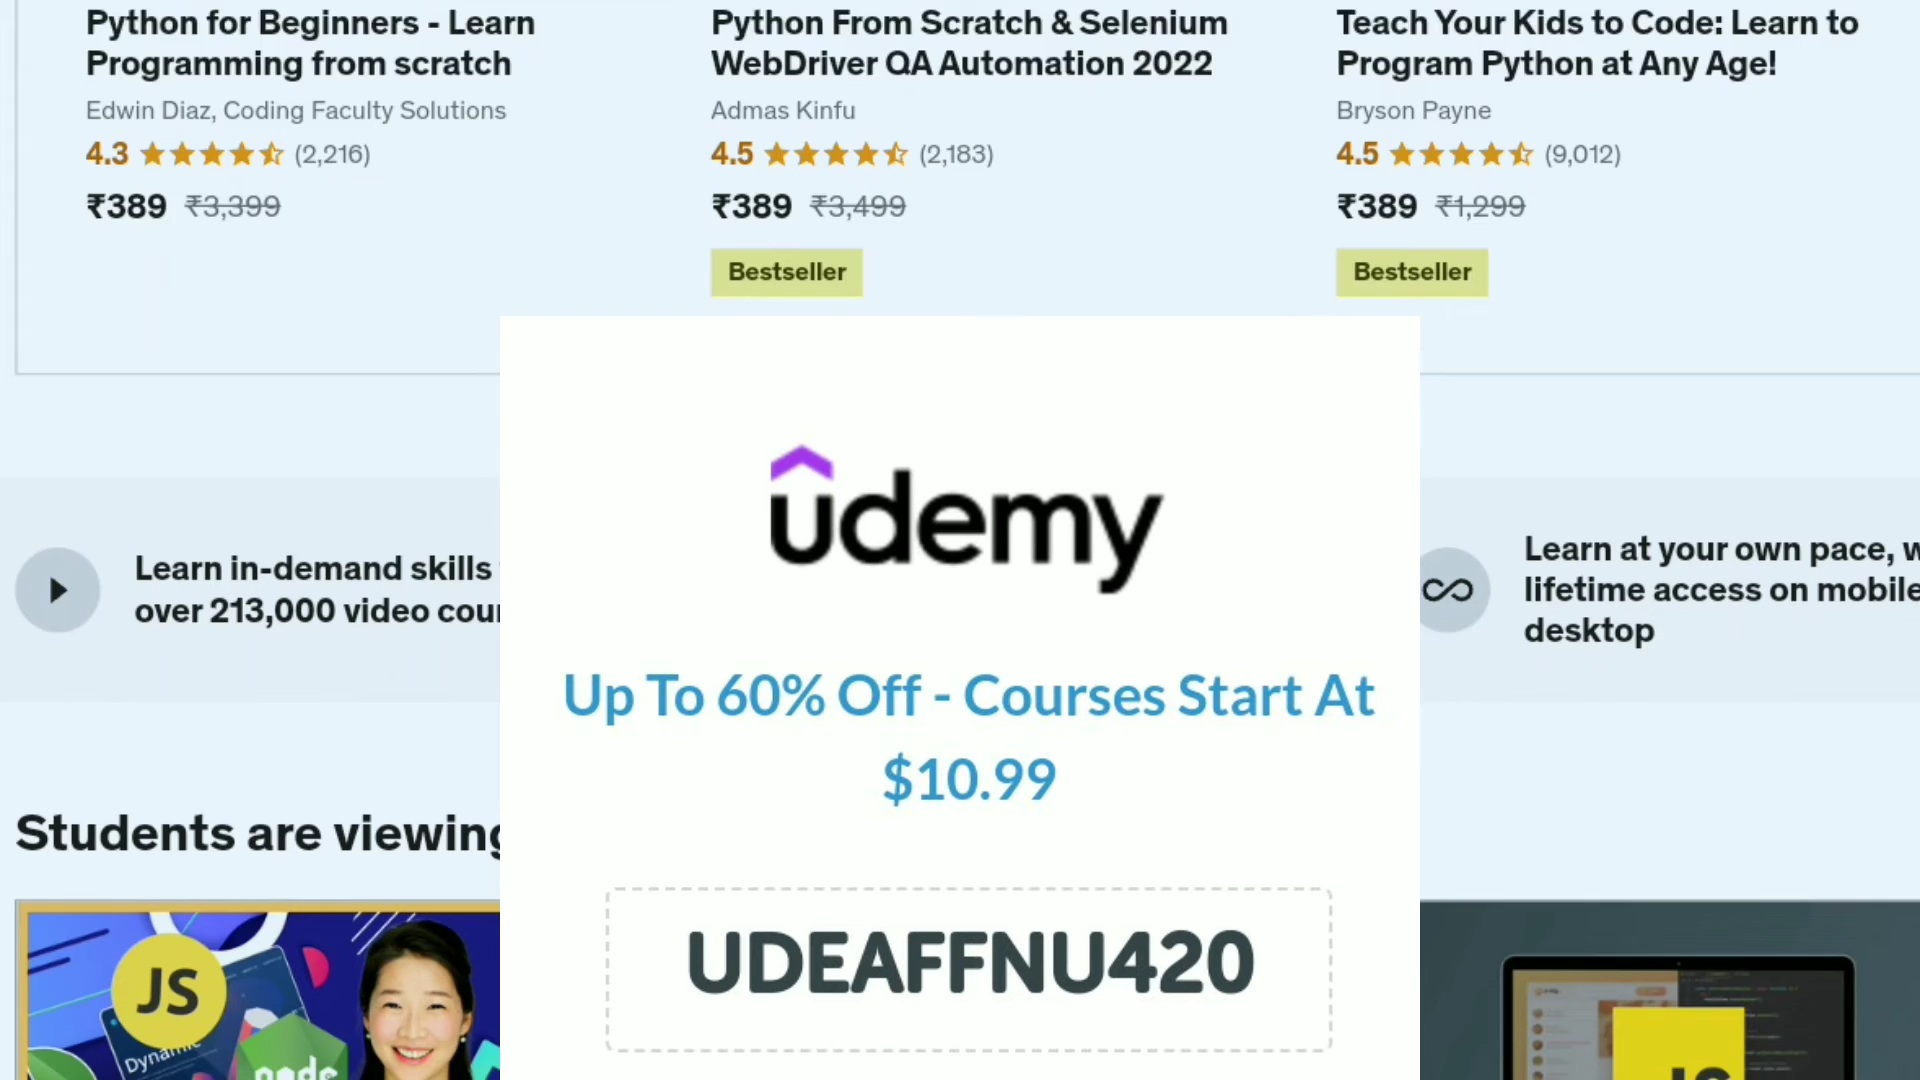 Python for Beginners - Learn
Programming from scratch
Edwin Diaz, Coding Faculty Solutions
4.3 (2,216)
₹389 ₹3,399
Python From Scratch & Selenium
WebDriver QA Automation 2022
Admas Kinfu
4.5 (2,183)
₹389 ₹3,499
Bestseller
Teach Your Kids to Code: Learn to
Program Python at Any Age!
Bryson Payne
4.5 (9,012)
₹389 ₹1,299
Bestseller
Learn in-demand skills
over 213,000 video cou
udemy
Up To 60% Off - Courses Start At
$10.99
UDEAFFNU420
Learn at your own pace, w
lifetime access on mobile
desktop
Students are viewing
JS
Dynamic
node
JS